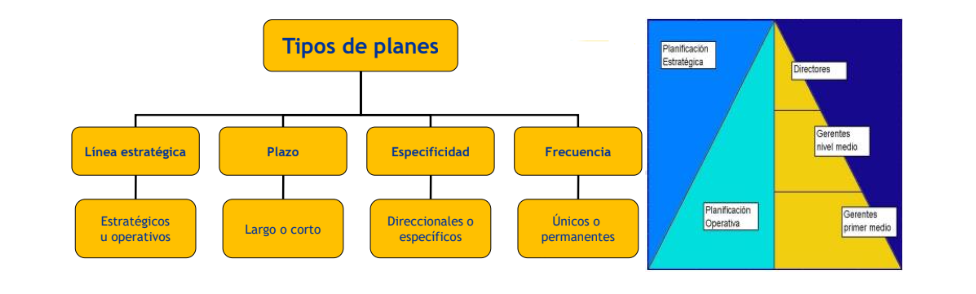 Tipos de planes
Línea estratégica
Plazo
Especificidad
Frecuencia
Estratégicos
u operativos
Largo o corto
Direccionales o
específicos
Únicos o
permanentes
Planificación
Estratégica
Directores
Gerentes
nivel medio
Planificación
Operativa
Gerentes
primer medio